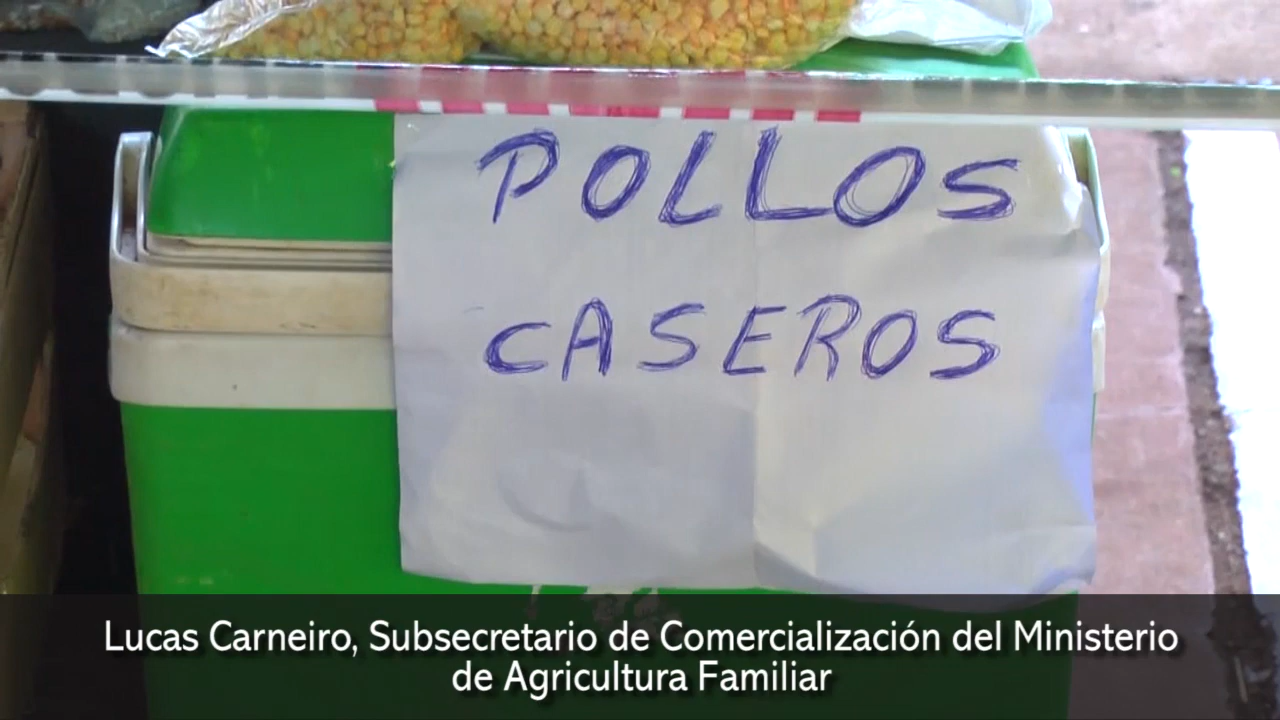 POLLOS
CASEROS
Lucas Carneiro, Subsecretario de Comercialización del Ministerio
de Agricultura Familiar